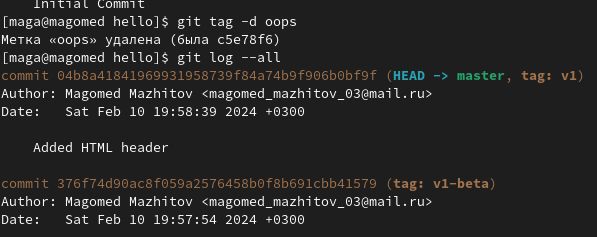 Initial Commit
[maga@magomed hello]$ git tag -d oops
Метка «oops» удалена (была c5e78f6)
[maga@magomed hello]$ git log --all
commit 04b8a41841969931958739f84a74b9f906b0bf9f (HEAD -> master, tag: v1)
Author: Magomed Mazhitov <magomed_mazhitov_03@mail.ru>
Date:   Sat Feb 10 19:58:39 2024 +0300
    Added HTML header
commit 376f74d90ac8f059a2576458b0f8b691cbb41579 (tag: v1-beta)
Author: Magomed Mazhitov <magomed_mazhitov_03@mail.ru>
Date:   Sat Feb 10 19:57:54 2024 +0300